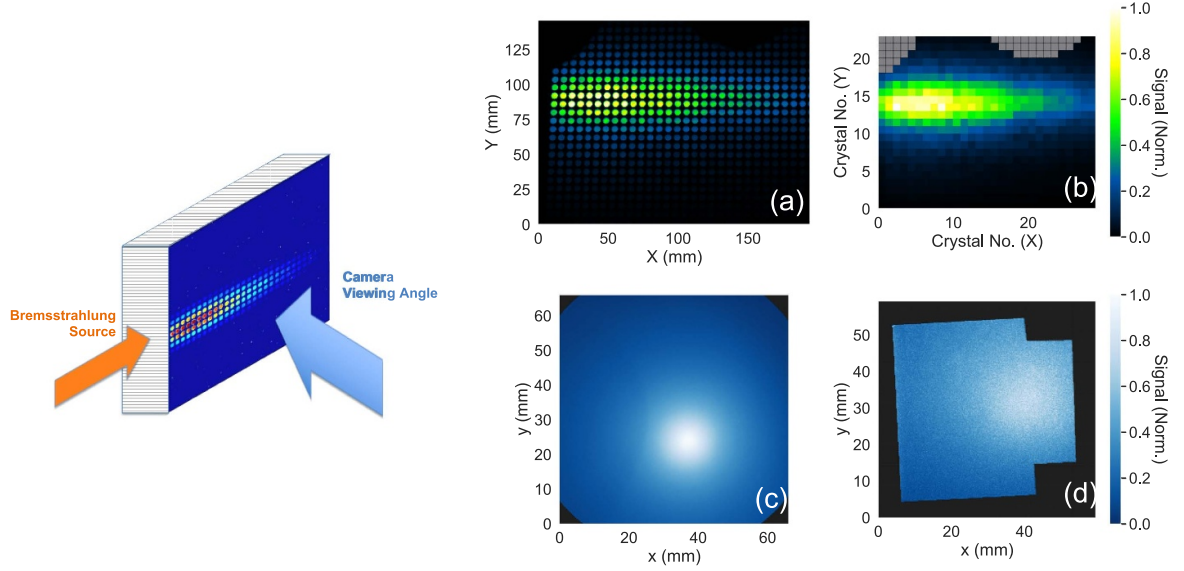 Bremsstrahlung
Source
Camera
Viewing Angle
125
100
75
50
25
0
Y (mm)
0
50
100
150
X (mm)
(a)
20
15
10
5
0
Crystal No. (Y)
0
10
20
Crystal No. (X)
(b)
1.0
0.8
0.6
0.4
0.2
0.0
Signal (Norm.)
60
50
40
30
20
10
0
y (mm)
0
20
40
60
x (mm)
(c)
50
40
30
20
10
0
y (mm)
0
20
40
x (mm)
(d)
1.0
0.8
0.6
0.4
0.2
0.0
Signal (Norm.)